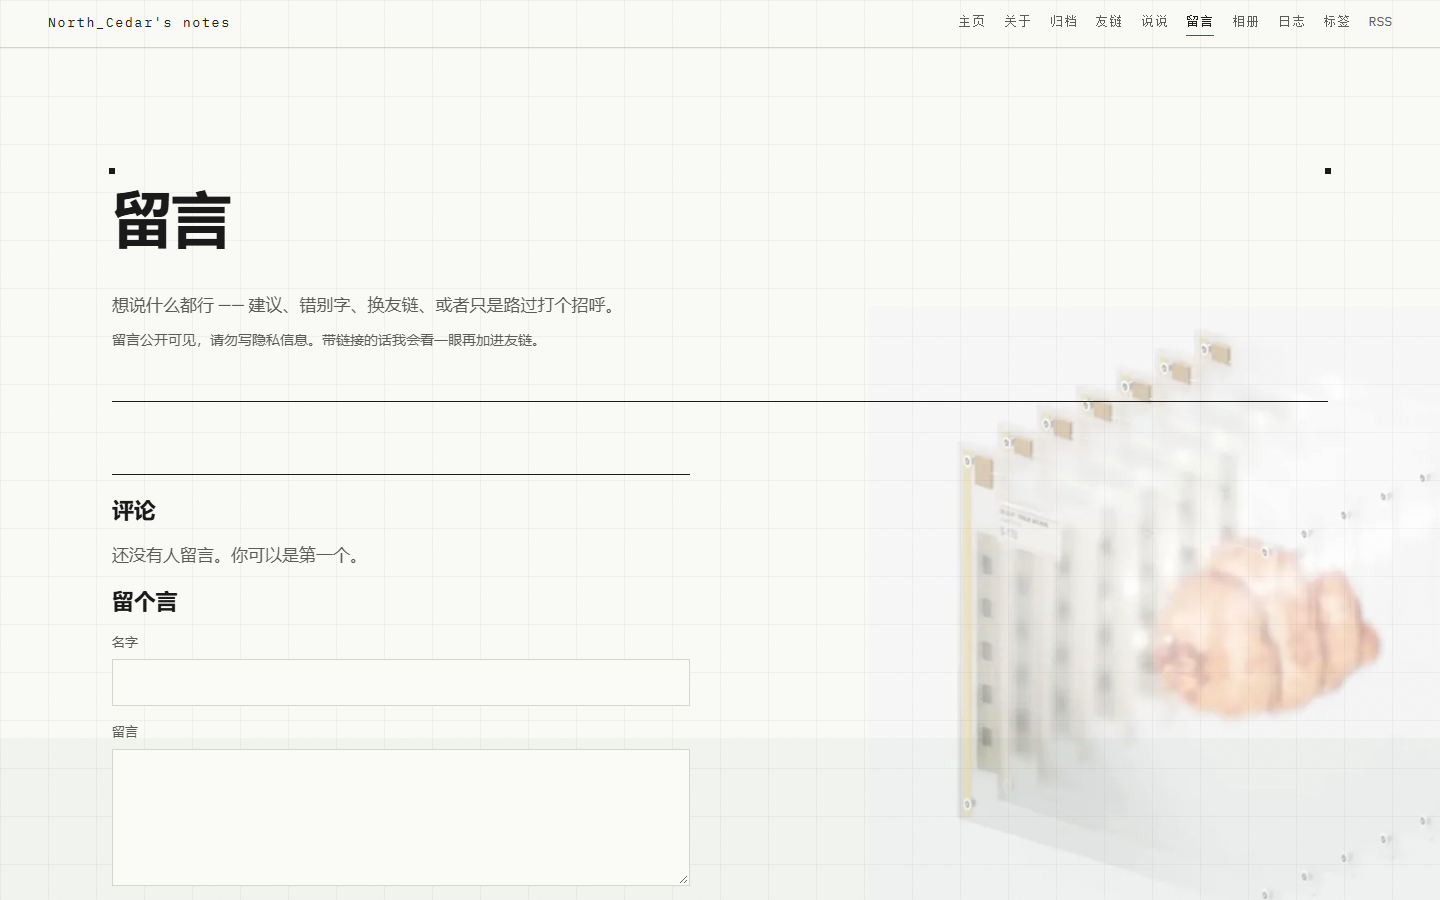 North_Cedar's notes
主页 关于 归档 友链 说说 留言 相册 日志 标签 RSS
留言
想说什么都行 —— 建议、错别字、换友链、或者只是路过打个招呼。
留言公开可见，请勿写隐私信息。带链接的话我会看一眼再加进友链。
评论
还没有人留言。你可以是第一个。
留个言
名字
留言